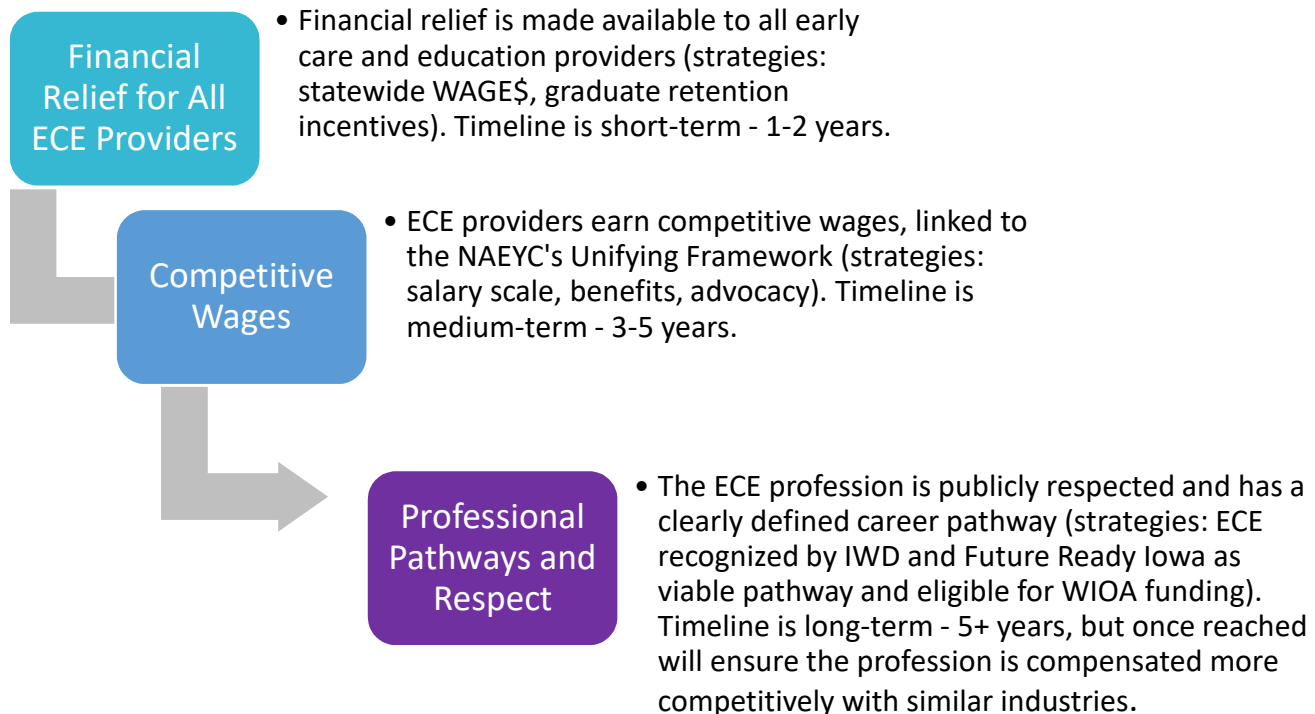 Financial
Relief for All
ECE Providers
• Financial relief is made available to all early
care and education providers (strategies:
statewide WAGE$, graduate retention
incentives). Timeline is short-term - 1-2 years.
Competitive
Wages
• ECE providers earn competitive wages, linked to
the NAEYC's Unifying Framework (strategies:
salary scale, benefits, advocacy). Timeline is
medium-term - 3-5 years.
Professional
Pathways and
Respect
• The ECE profession is publicly respected and has a
clearly defined career pathway (strategies: ECE
recognized by IWD and Future Ready Iowa as
viable pathway and eligible for WIOA funding).
Timeline is long-term - 5+ years, but once reached
will ensure the profession is compensated more
competitively with similar industries.